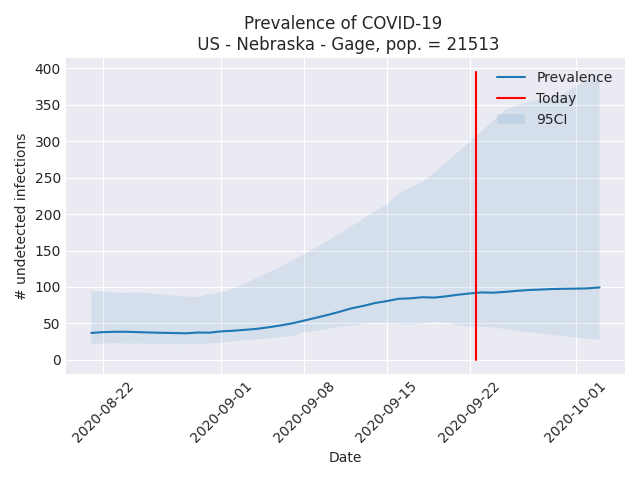 Prevalence of COVID-19
US - Nebraska - Gage, pop. = 21513
400
350
300
250
200
150
100
50
0
# undetected infections
Prevalence
Today
95CI
2020-08-22
2020-09-01
2020-09-08
2020-09-15
2020-09-22
2020-10-01
Date